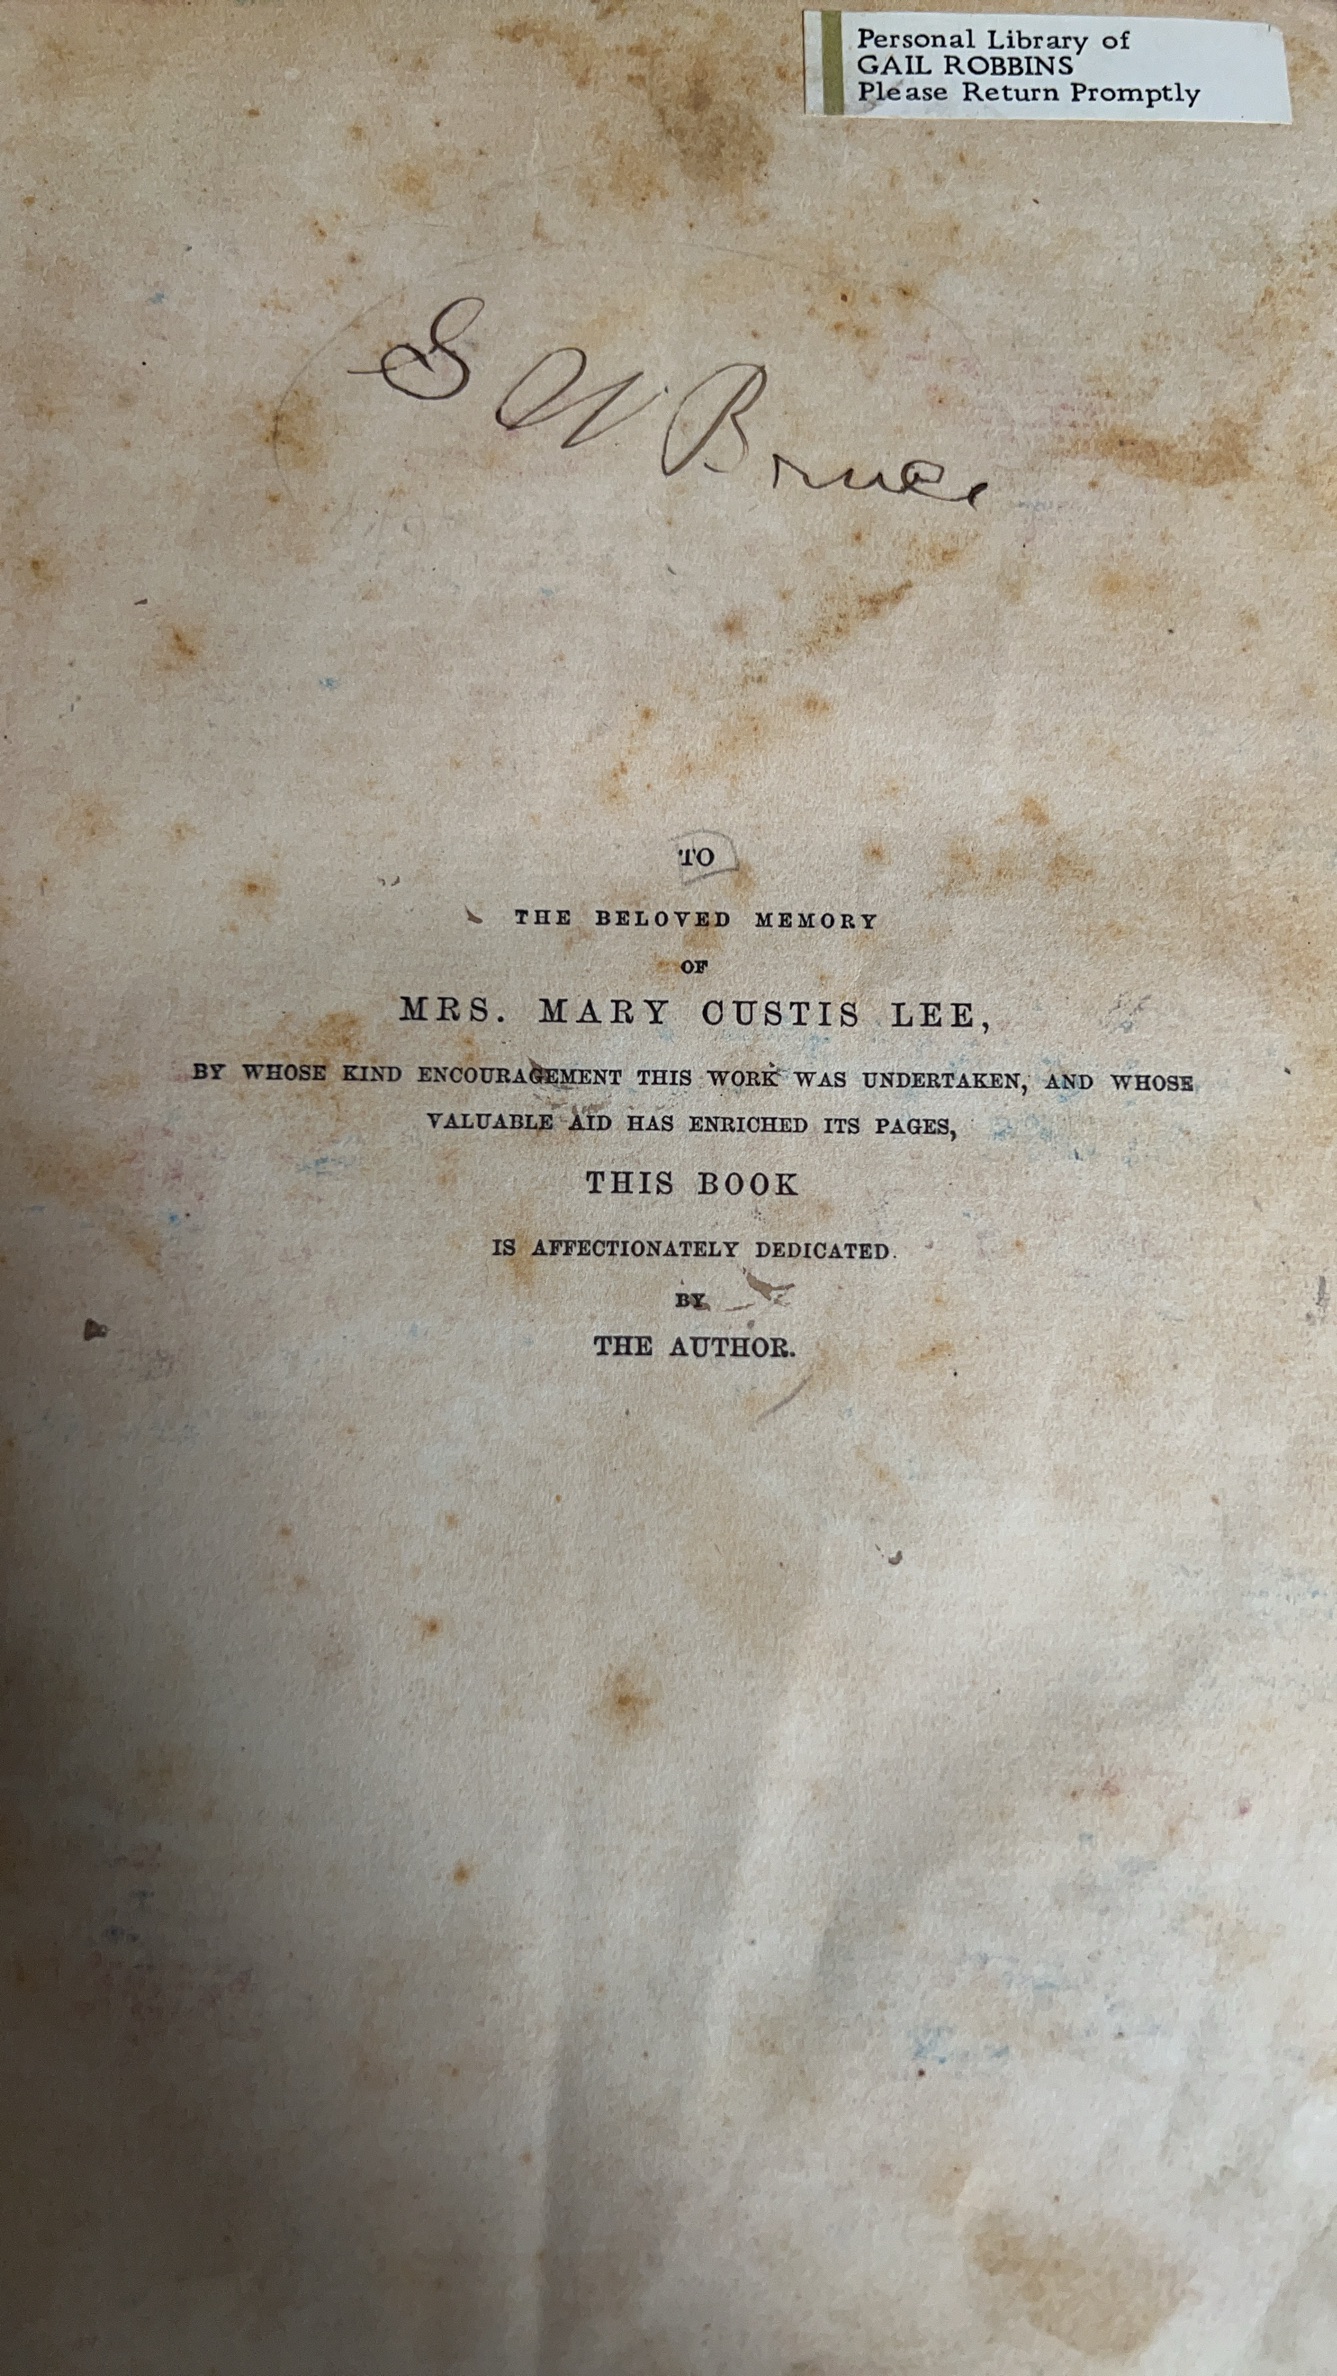 Personal Library of
GAIL ROBBINS
Please Return Promptly
S W Bruce
TO
THE BELOVED MEMORY
OF
MRS. MARY CUSTIS LEE,
BY WHOSE KIND ENCOURAGEMENT THIS WORK WAS UNDERTAKEN, AND WHOSE
VALUABLE AID HAS ENRICHED ITS PAGES,
THIS BOOK
IS AFFECTIONATELY DEDICATED.
BY
THE AUTHOR.